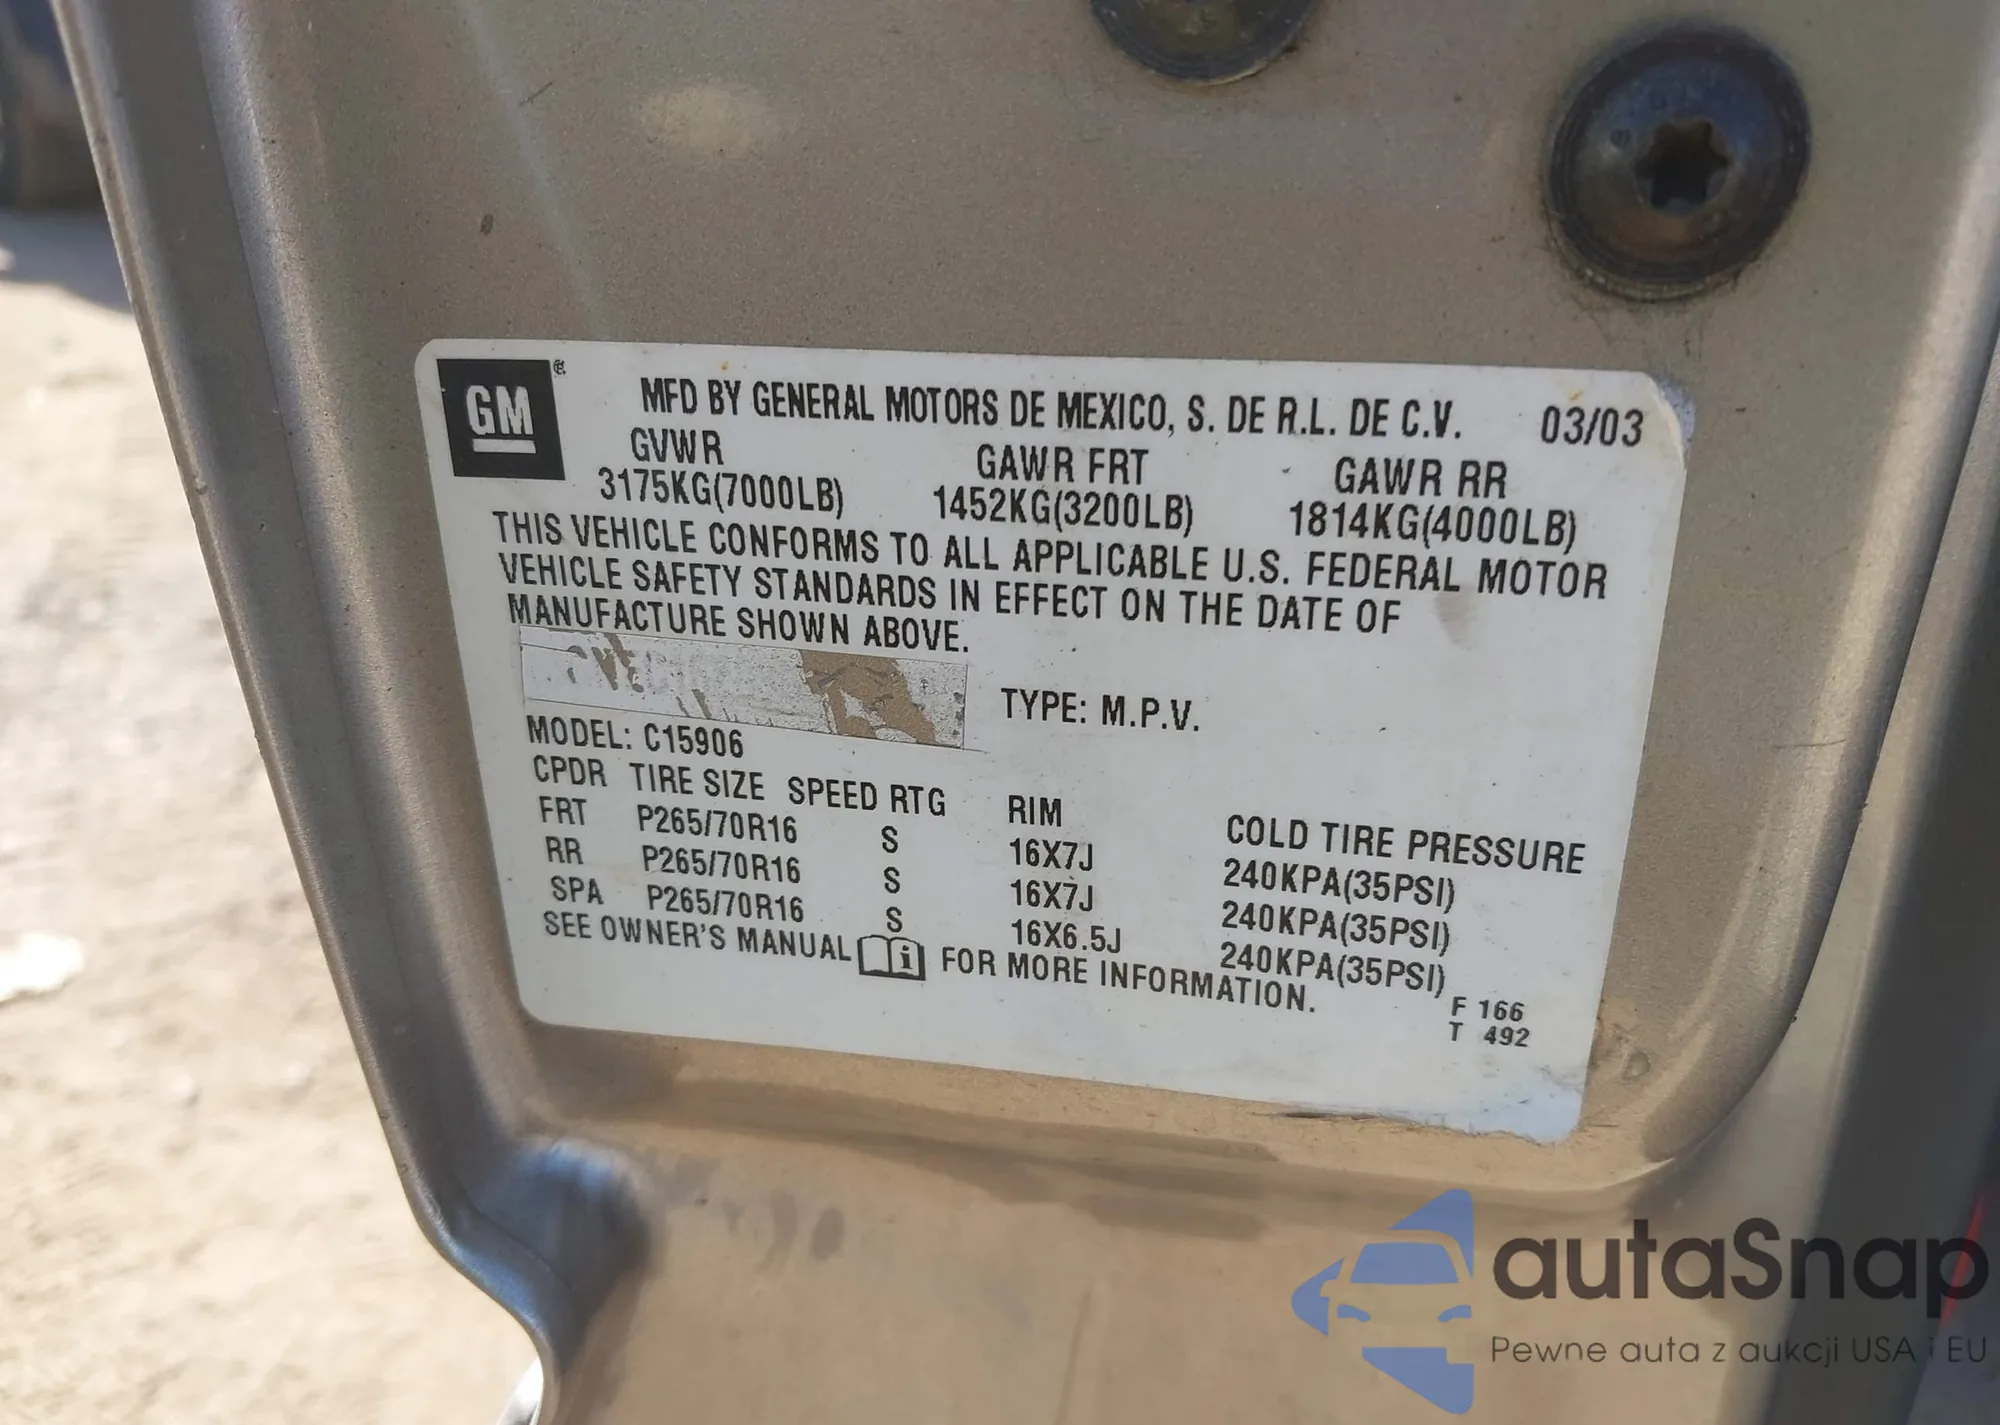 GM
MFD BY GENERAL MOTORS DE MEXICO, S. DE R.L. DE C.V. 03/03
GVWR GAWR FRT GAWR RR
3175KG(7000LB) 1452KG(3200LB) 1814KG(4000LB)
THIS VEHICLE CONFORMS TO ALL APPLICABLE U.S. FEDERAL MOTOR
VEHICLE SAFETY STANDARDS IN EFFECT ON THE DATE OF
MANUFACTURE SHOWN ABOVE.
TYPE: M.P.V.
MODEL: C15906
CPDR TIRE SIZE SPEED RTG RIM COLD TIRE PRESSURE
FRT P265/70R16 S 16X7J 240KPA(35PSI)
RR P265/70R16 S 16X7J 240KPA(35PSI)
SPA P265/70R16 S 16X6.5J 240KPA(35PSI)
SEE OWNER'S MANUAL i FOR MORE INFORMATION.
F 166
T 492
autaSnap
Pewne auta z aukcji USA i EU